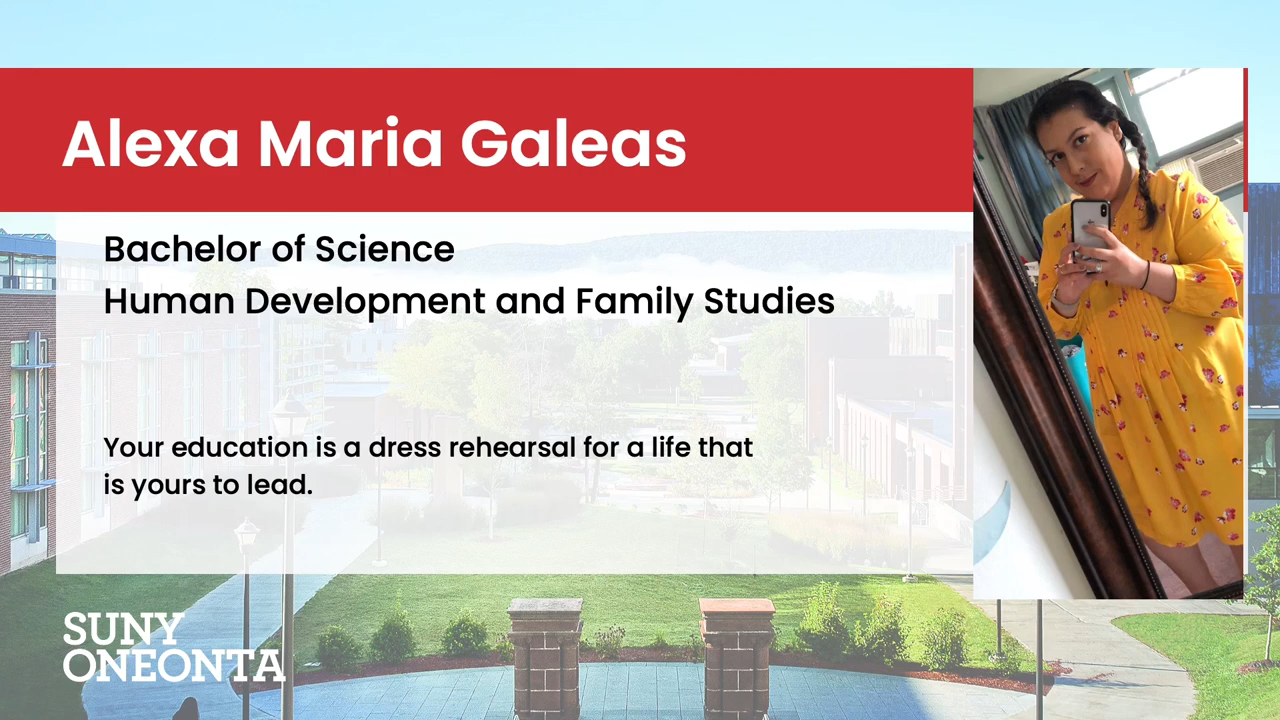 Alexa Maria Galeas
Bachelor of Science
Human Development and Family Studies
Your education is a dress rehearsal for a life that
is yours to lead.
SUNY
ONEONTA